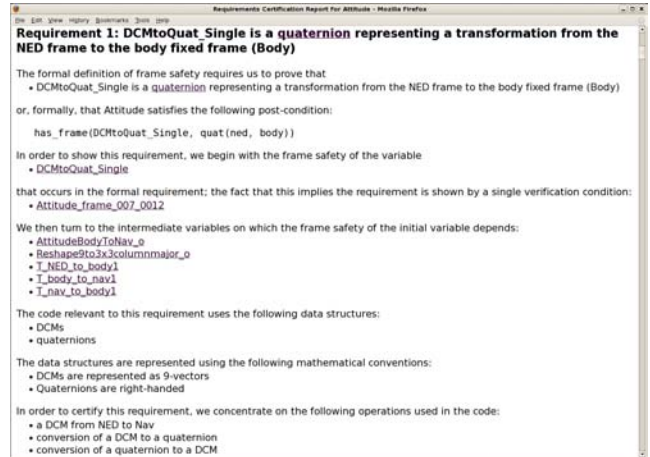 Requirements Certification Report for Attitude - Mozilla Firefox
File Edit View History Bookmarks Tools Help
Requirement 1: DCMtoQuat_Single is a quaternion representing a transformation from the
NED frame to the body fixed frame (Body)
The formal definition of frame safety requires us to prove that
• DCMtoQuat_Single is a quaternion representing a transformation from the NED frame to the body fixed frame (Body)
or, formally, that Attitude satisfies the following post-condition:
has_frame(DCMtoQuat_Single, quat(ned, body))
In order to show this requirement, we begin with the frame safety of the variable
• DCMtoQuat_Single
that occurs in the formal requirement; the fact that this implies the requirement is shown by a single verification condition:
• Attitude_frame_007_0012
We then turn to the intermediate variables on which the frame safety of the initial variable depends:
• AttitudeBodyToNav_o
• Reshape9to3x3columnmajor_o
• T_NED_to_body1
• T_body_to_nav1
• T_nav_to_body1
The code relevant to this requirement uses the following data structures:
• DCMs
• quaternions
The data structures are represented using the following mathematical conventions:
• DCMs are represented as 9-vectors
• Quaternions are right-handed
In order to certify this requirement, we concentrate on the following operations used in the code:
• a DCM from NED to Nav
• conversion of a DCM to a quaternion
• conversion of a quaternion to a DCM